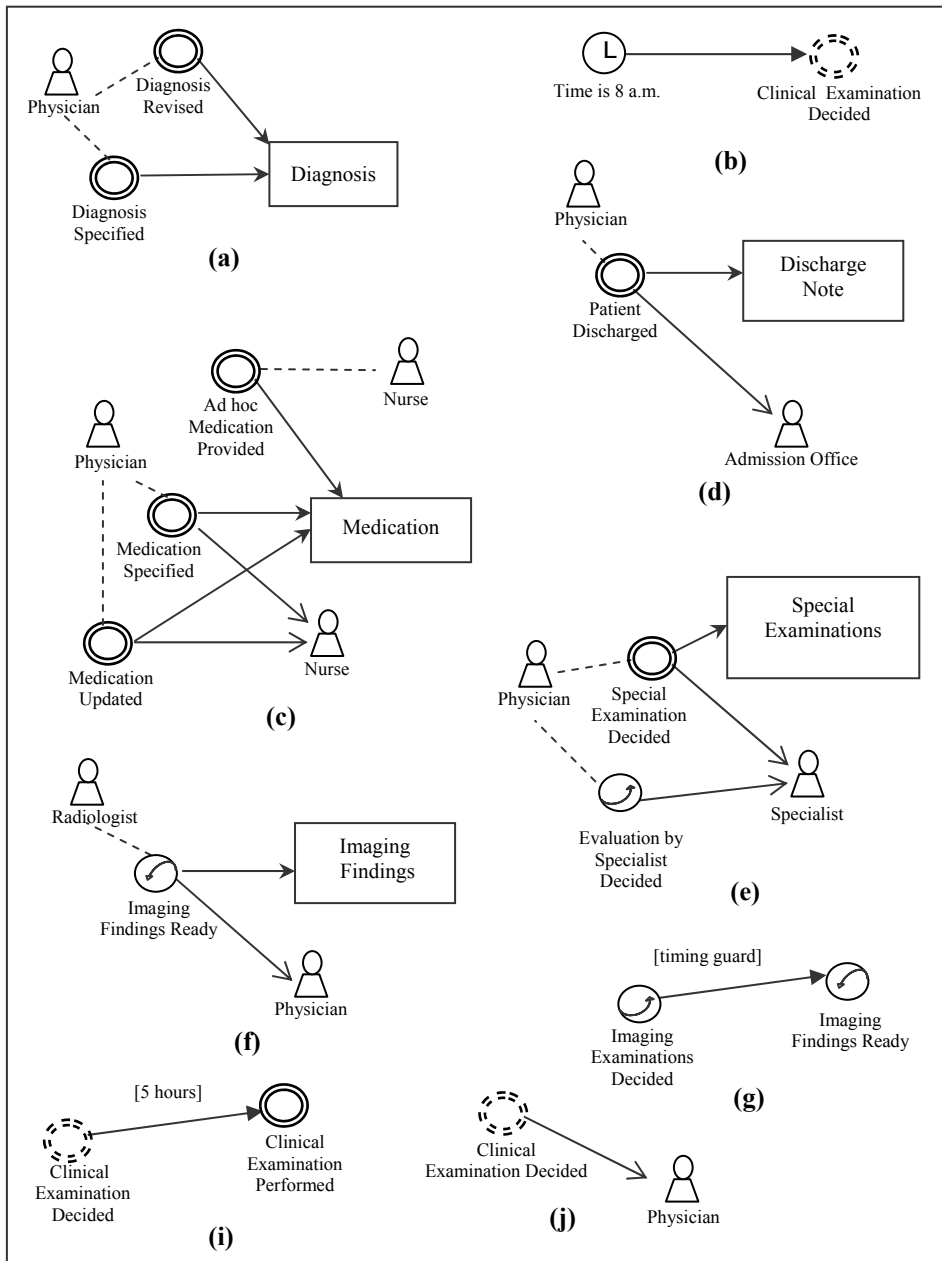 Physician
Diagnosis
Revised
Diagnosis
Diagnosis
Specified
(a)
Time is 8 a.m.
Clinical Examination
Decided
(b)
Physician
Discharge
Note
Patient
Discharged
Admission Office
(d)
Nurse
Ad hoc
Medication
Provided
Physician
Medication
Medication
Specified
Medication
Updated
Nurse
(c)
Special
Examinations
Physician
Special
Examination
Decided
Specialist
Evaluation by
Specialist
Decided
(e)
Radiologist
Imaging
Findings
Imaging
Findings Ready
Physician
(f)
[timing guard]
Imaging
Examinations
Decided
Imaging
Findings Ready
(g)
[5 hours]
Clinical
Examination
Decided
Clinical
Examination
Performed
(i)
Clinical
Examination Decided
Physician
(j)